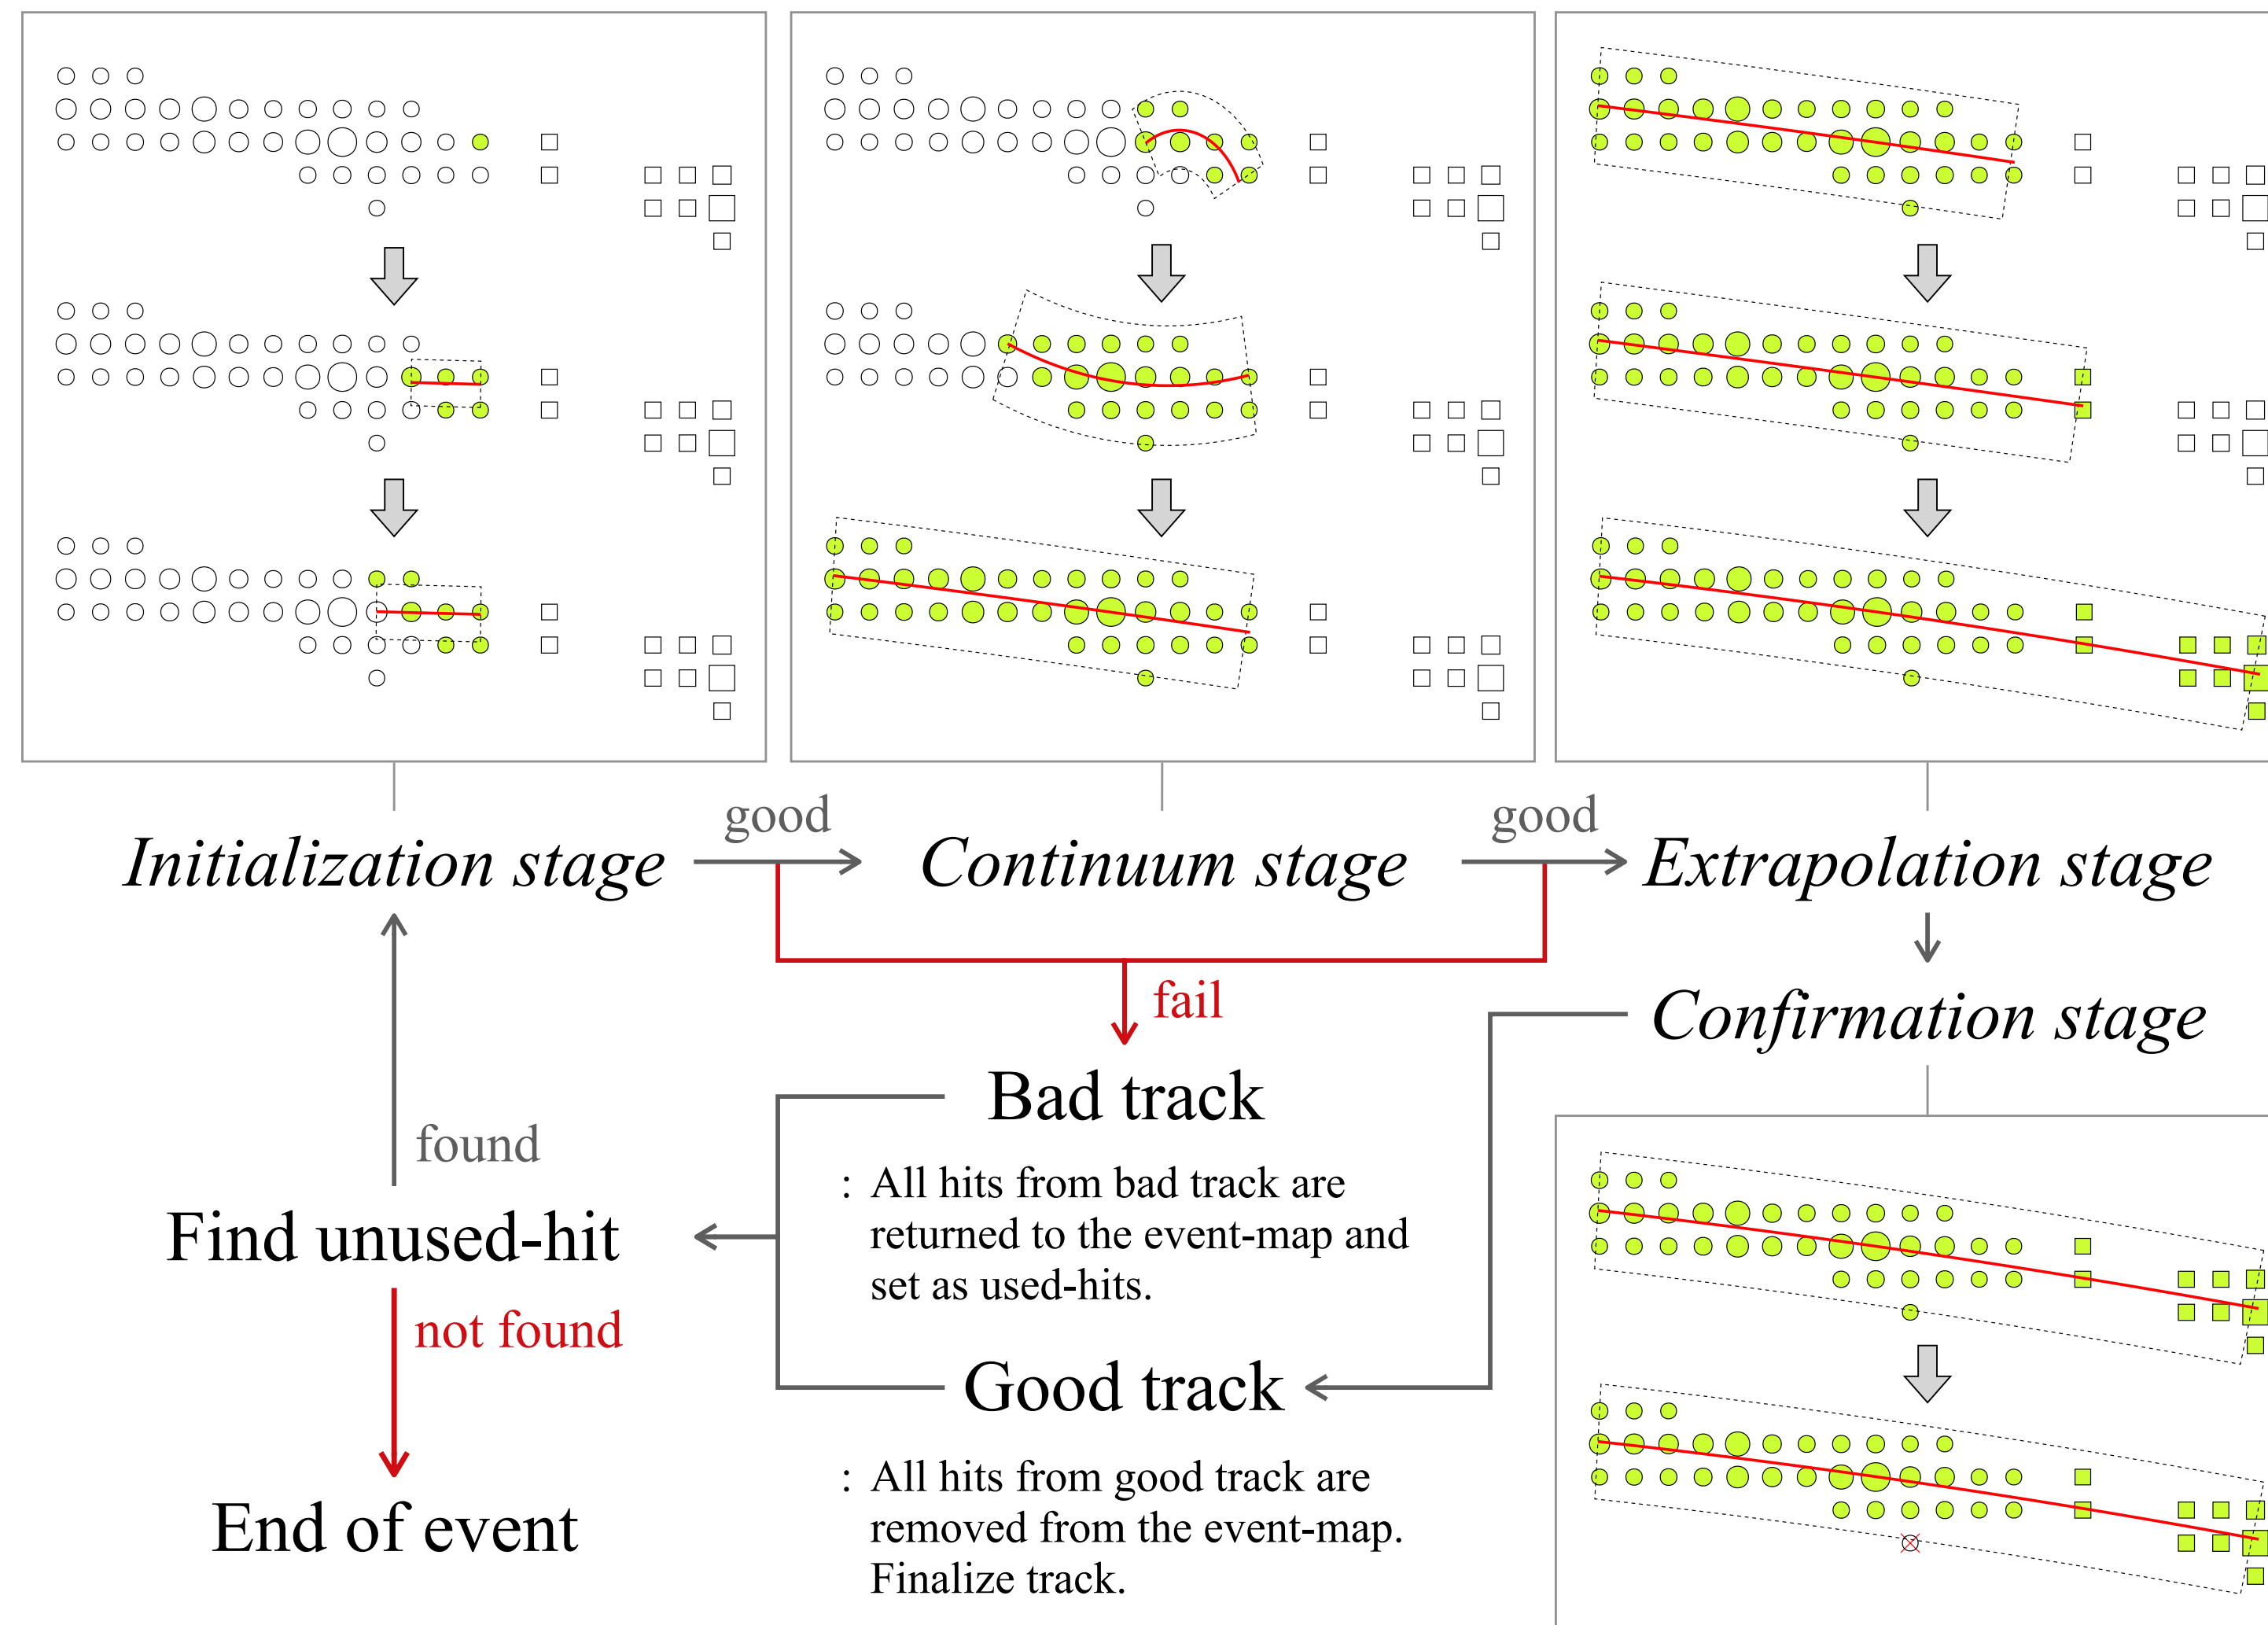 good
good
Initialization stage
Continuum stage
Extrapolation stage
fail
Confirmation stage
Bad track
found
: All hits from bad track are
returned to the event-map and
set as used-hits.
Find unused-hit
not found
Good track
: All hits from good track are
removed from the event-map.
Finalize track.
End of event